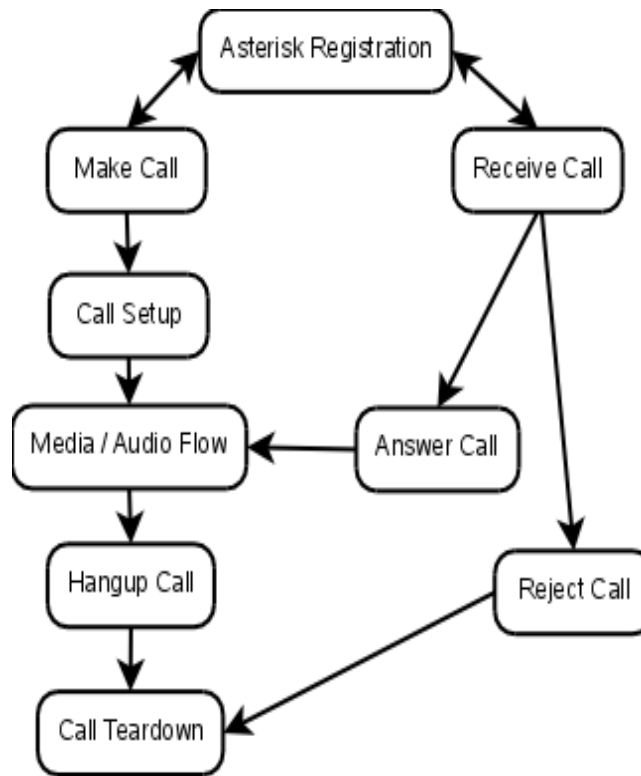 Asterisk Registration
Make Call
Receive Call
Call Setup
Media / Audio Flow
Answer Call
Hangup Call
Reject Call
Call Teardown